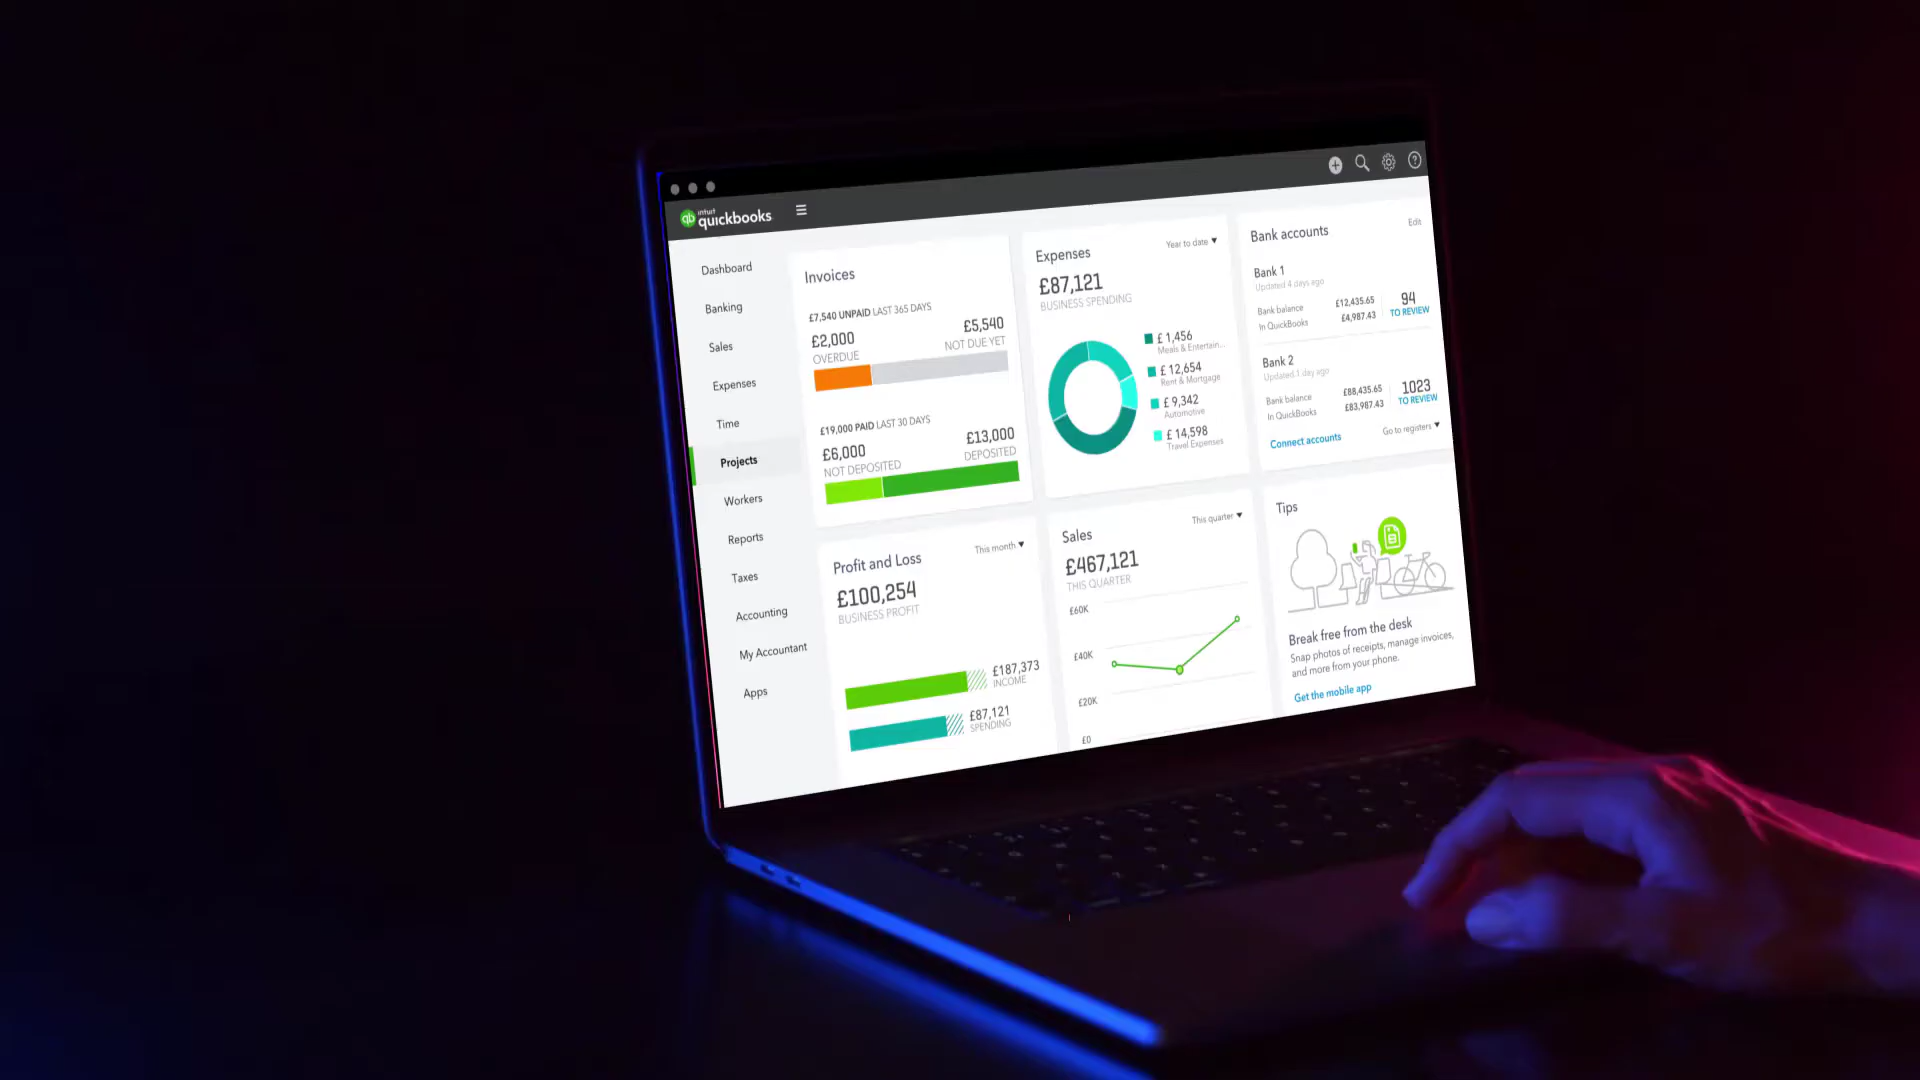 intuit
quickbooks
Dashboard
Banking
Sales
Expenses
Time
Projects
Workers
Reports
Taxes
Accounting
My Accountant
Apps
Invoices
£7,540 UNPAID LAST 365 DAYS
£2,000
OVERDUE
£5,540
NOT DUE YET
£19,000 PAID LAST 30 DAYS
£6,000
NOT DEPOSITED
£13,000
DEPOSITED
Expenses
Year to date
£87,121
BUSINESS SPENDING
£ 1,456
Meals & Entertain...
£ 12,654
Rent & Mortgage
£ 9,342
Automotive
£ 14,598
Travel Expenses
Bank accounts
Edit
Bank 1
Updated 4 days ago
Bank balance £12,435.65
In QuickBooks £4,987.43
94
TO REVIEW
Bank 2
Updated 1 day ago
Bank balance £88,435.65
In QuickBooks £83,987.43
1023
TO REVIEW
Connect accounts
Go to registers
Profit and Loss
This month
£100,254
BUSINESS PROFIT
£187,373
INCOME
£87,121
SPENDING
Sales
This quarter
£467,121
THIS QUARTER
£60K
£40K
£20K
£0
Tips
Break free from the desk
Snap photos of receipts, manage invoices,
and more from your phone.
Get the mobile app